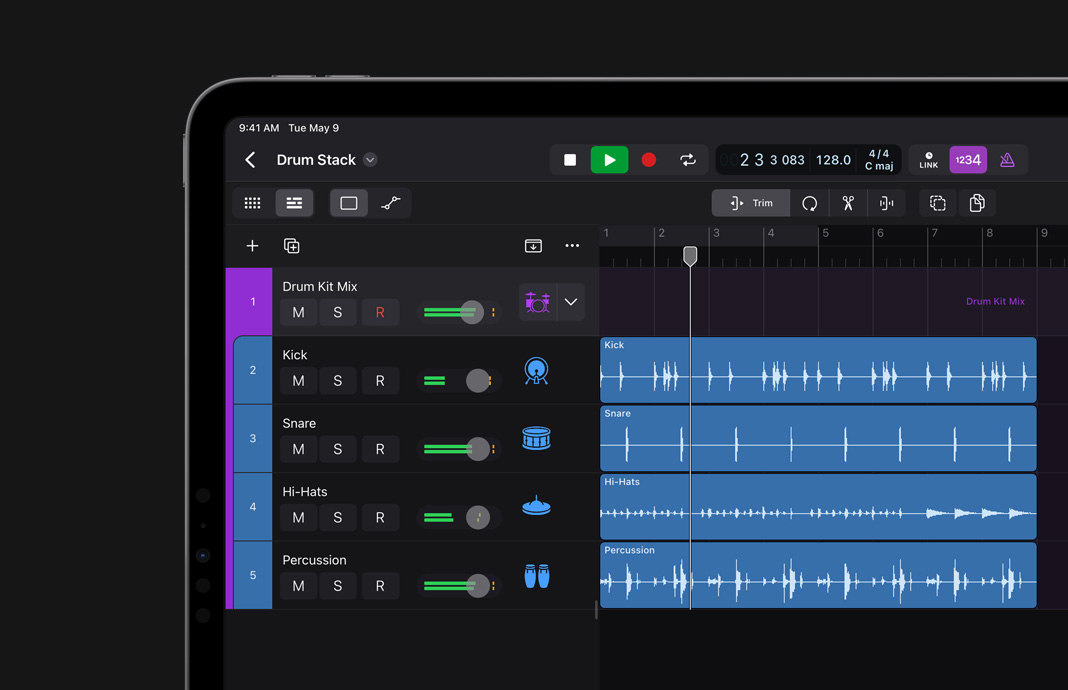 9:41 AM Tue May 9
Drum Stack
2 3 3 083 128.0 4/4 C maj
LINK 1234
Trim
1 2 3 4 5 6 7 8 9
1 Drum Kit Mix
M S R
Drum Kit Mix
2 Kick
M S R
Kick
3 Snare
M S R
Snare
4 Hi-Hats
M S R
Hi-Hats
5 Percussion
M S R
Percussion